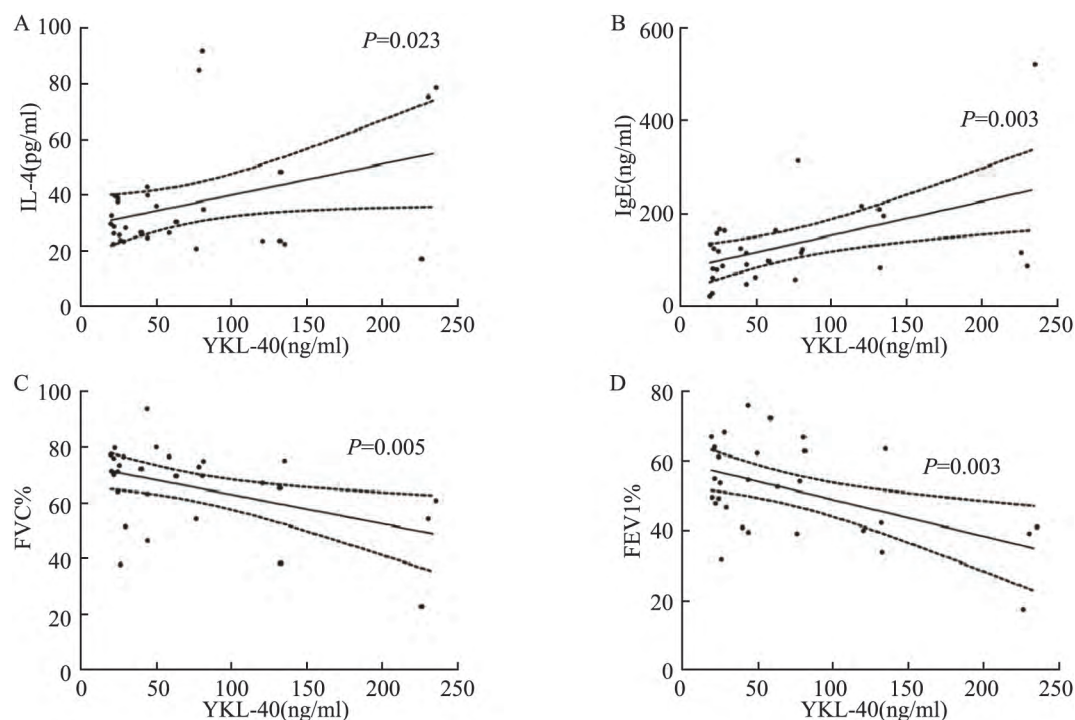 A
P=0.023
IL-4(pg/ml)
100
80
60
40
20
0
0 50 100 150 200 250
YKL-40(ng/ml)
B
P=0.003
IgE(ng/ml)
600
400
200
0
0 50 100 150 200 250
YKL-40(ng/ml)
C
P=0.005
FVC%
100
80
60
40
20
0
0 50 100 150 200 250
YKL-40(ng/ml)
D
P=0.003
FEV1%
80
60
40
20
0
0 50 100 150 200 250
YKL-40(ng/ml)